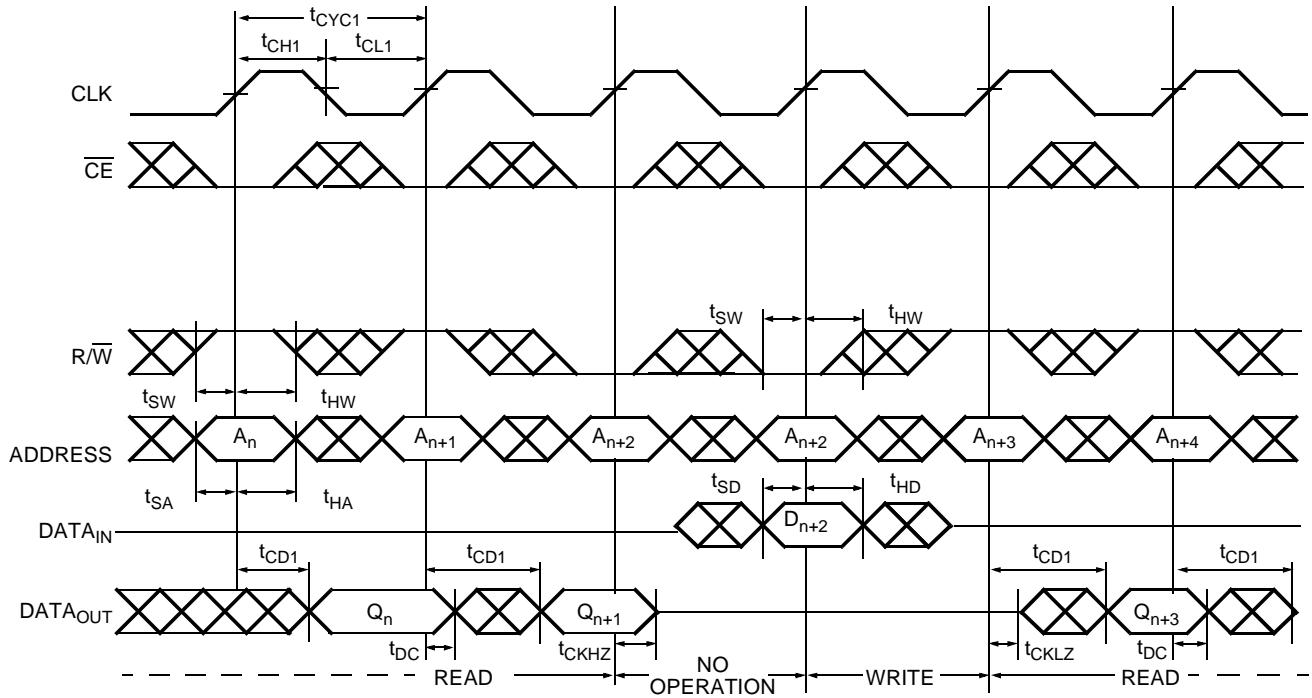 tCYC1
tCH1 tCL1
CLK
CE
tSW tHW
R/W
tSW tHW
ADDRESS An An+1 An+2 An+2 An+3 An+4
tSA tHA tSD tHD
DATAIN Dn+2
tCD1 tCD1 tCD1 tCD1
DATAOUT Qn Qn+1 Qn+3
tDC tCKHZ tCKLZ tDC
READ NO OPERATION WRITE READ